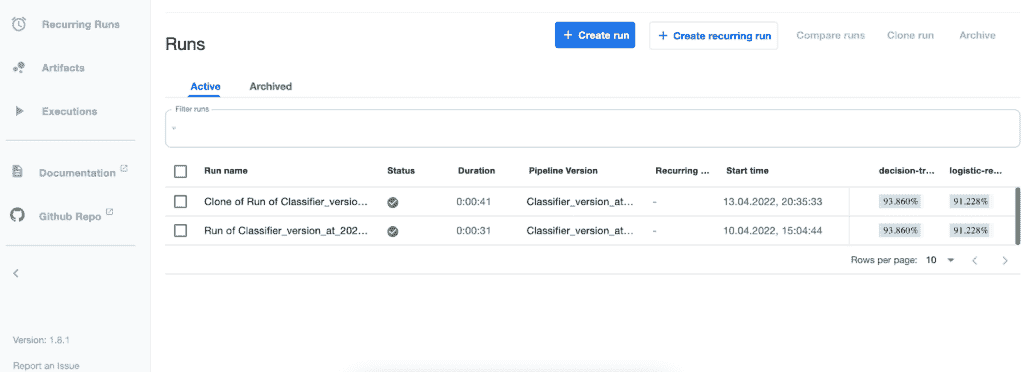 Recurring Runs
Artifacts
Executions
Documentation
Github Repo
Version: 1.8.1
Report an Issue
Runs
+ Create run
+ Create recurring run
Compare runs
Clone run
Archive
Active Archived
Filter runs
Run name Status Duration Pipeline Version Recurring ... Start time decision-tr... logistic-re...
Clone of Run of Classifier_versio... 0:00:41 Classifier_version_at... - 13.04.2022, 20:35:33 93.860% 91.228%
Run of Classifier_version_at_202... 0:00:31 Classifier_version_at... - 10.04.2022, 15:04:44 93.860% 91.228%
Rows per page: 10